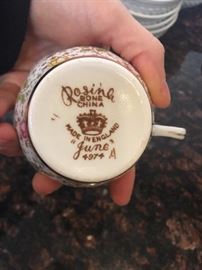 Rosina
BONE
CHINA
MADE IN ENGLAND
"June"
4974 A